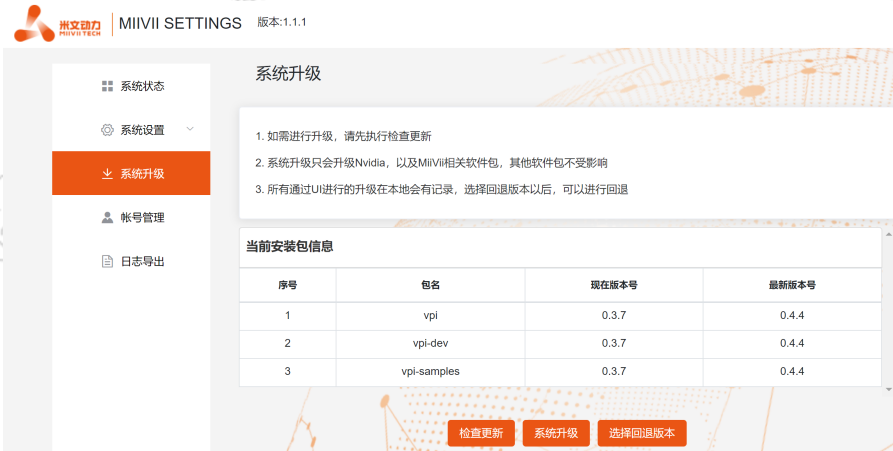 米文动力
MIIVII TECH
MIIVII SETTINGS 版本:1.1.1
系统状态
系统设置
系统升级
帐号管理
日志导出
系统升级
1. 如需进行升级，请先执行检查更新
2. 系统升级只会升级Nvidia，以及MiiVii相关软件包，其他软件包不受影响
3. 所有通过UI进行的升级在本地会有记录，选择回退版本以后，可以进行回退
当前安装包信息
序号 包名 现在版本号 最新版本号
1 vpi 0.3.7 0.4.4
2 vpi-dev 0.3.7 0.4.4
3 vpi-samples 0.3.7 0.4.4
检查更新 系统升级 选择回退版本